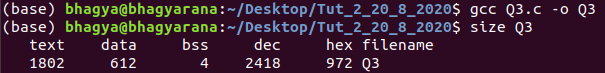 (base) bhagya@bhagyarana:~/Desktop/Tut_2_20_8_2020$ gcc Q3.c -o Q3
(base) bhagya@bhagyarana:~/Desktop/Tut_2_20_8_2020$ size Q3
   text    data     bss     dec     hex filename
   1802     612       4    2418     972 Q3